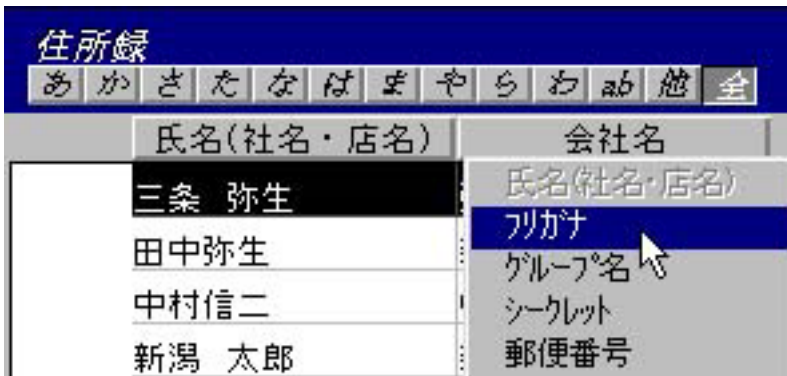 住所録
あ か さ た な は ま や ら わ ab 他 全
氏名(社名・店名) 会社名
三条 弥生
田中弥生
中村信二
新潟 太郎
氏名(社名・店名)
フリガナ
グループ名
シークレット
郵便番号